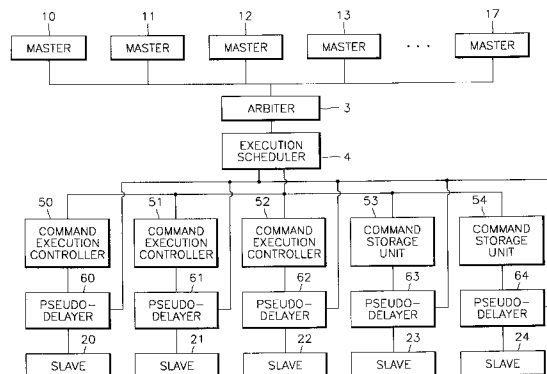 10 11 12 13 17
MASTER MASTER MASTER MASTER ··· MASTER
ARBITER 3
EXECUTION
SCHEDULER 4
50 51 52 53 54
COMMAND COMMAND COMMAND COMMAND COMMAND
EXECUTION EXECUTION EXECUTION STORAGE STORAGE
CONTROLLER CONTROLLER CONTROLLER UNIT UNIT
60 61 62 63 64
PSEUDO- PSEUDO- PSEUDO- PSEUDO- PSEUDO-
DELAYER DELAYER DELAYER DELAYER DELAYER
20 21 22 23 24
SLAVE SLAVE SLAVE SLAVE SLAVE